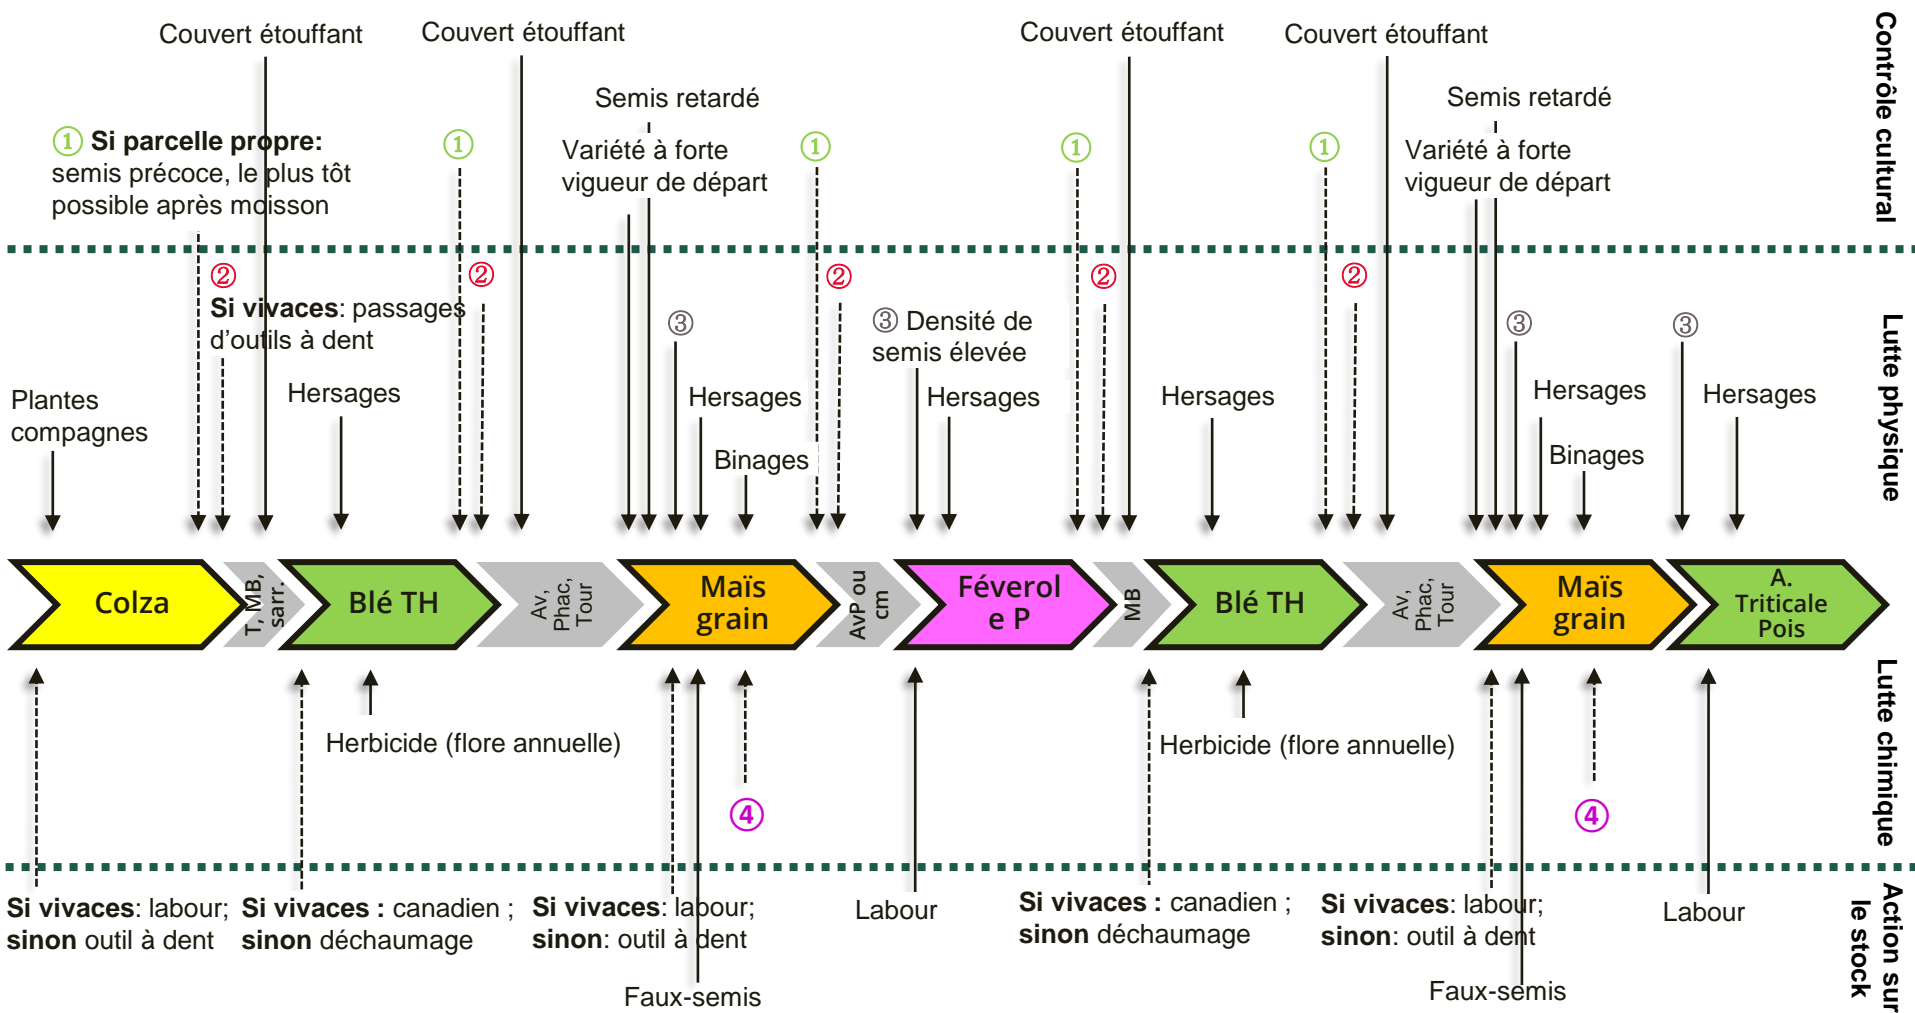 Couvert étouffant
Couvert étouffant
Couvert étouffant
Couvert étouffant
Contrôle cultural
Semis retardé
Semis retardé
① Si parcelle propre:
semis précoce, le plus tôt
possible après moisson
①
Variété à forte
vigueur de départ
①
①
①
Variété à forte
vigueur de départ
②
Si vivaces: passages
d'outils à dent
②
②
②
②
Lutte physique
③
③ Densité de
semis élevée
③
③
Plantes
compagnes
Hersages
Hersages
Hersages
Hersages
Hersages
Hersages
Binages
Binages
Colza
T, MB,
sarr.
Blé TH
Av,
Phac,
Tour
Maïs
grain
AvP ou
cm
Féverol
e P
MB
Blé TH
Av,
Phac,
Tour
Maïs
grain
A.
Triticale
Pois
Lutte chimique
Herbicide (flore annuelle)
Herbicide (flore annuelle)
④
④
Action sur
le stock
Si vivaces: labour;
sinon outil à dent
Si vivaces : canadien ;
sinon déchaumage
Si vivaces: labour;
sinon: outil à dent
Labour
Si vivaces : canadien ;
sinon déchaumage
Si vivaces: labour;
sinon: outil à dent
Labour
Faux-semis
Faux-semis